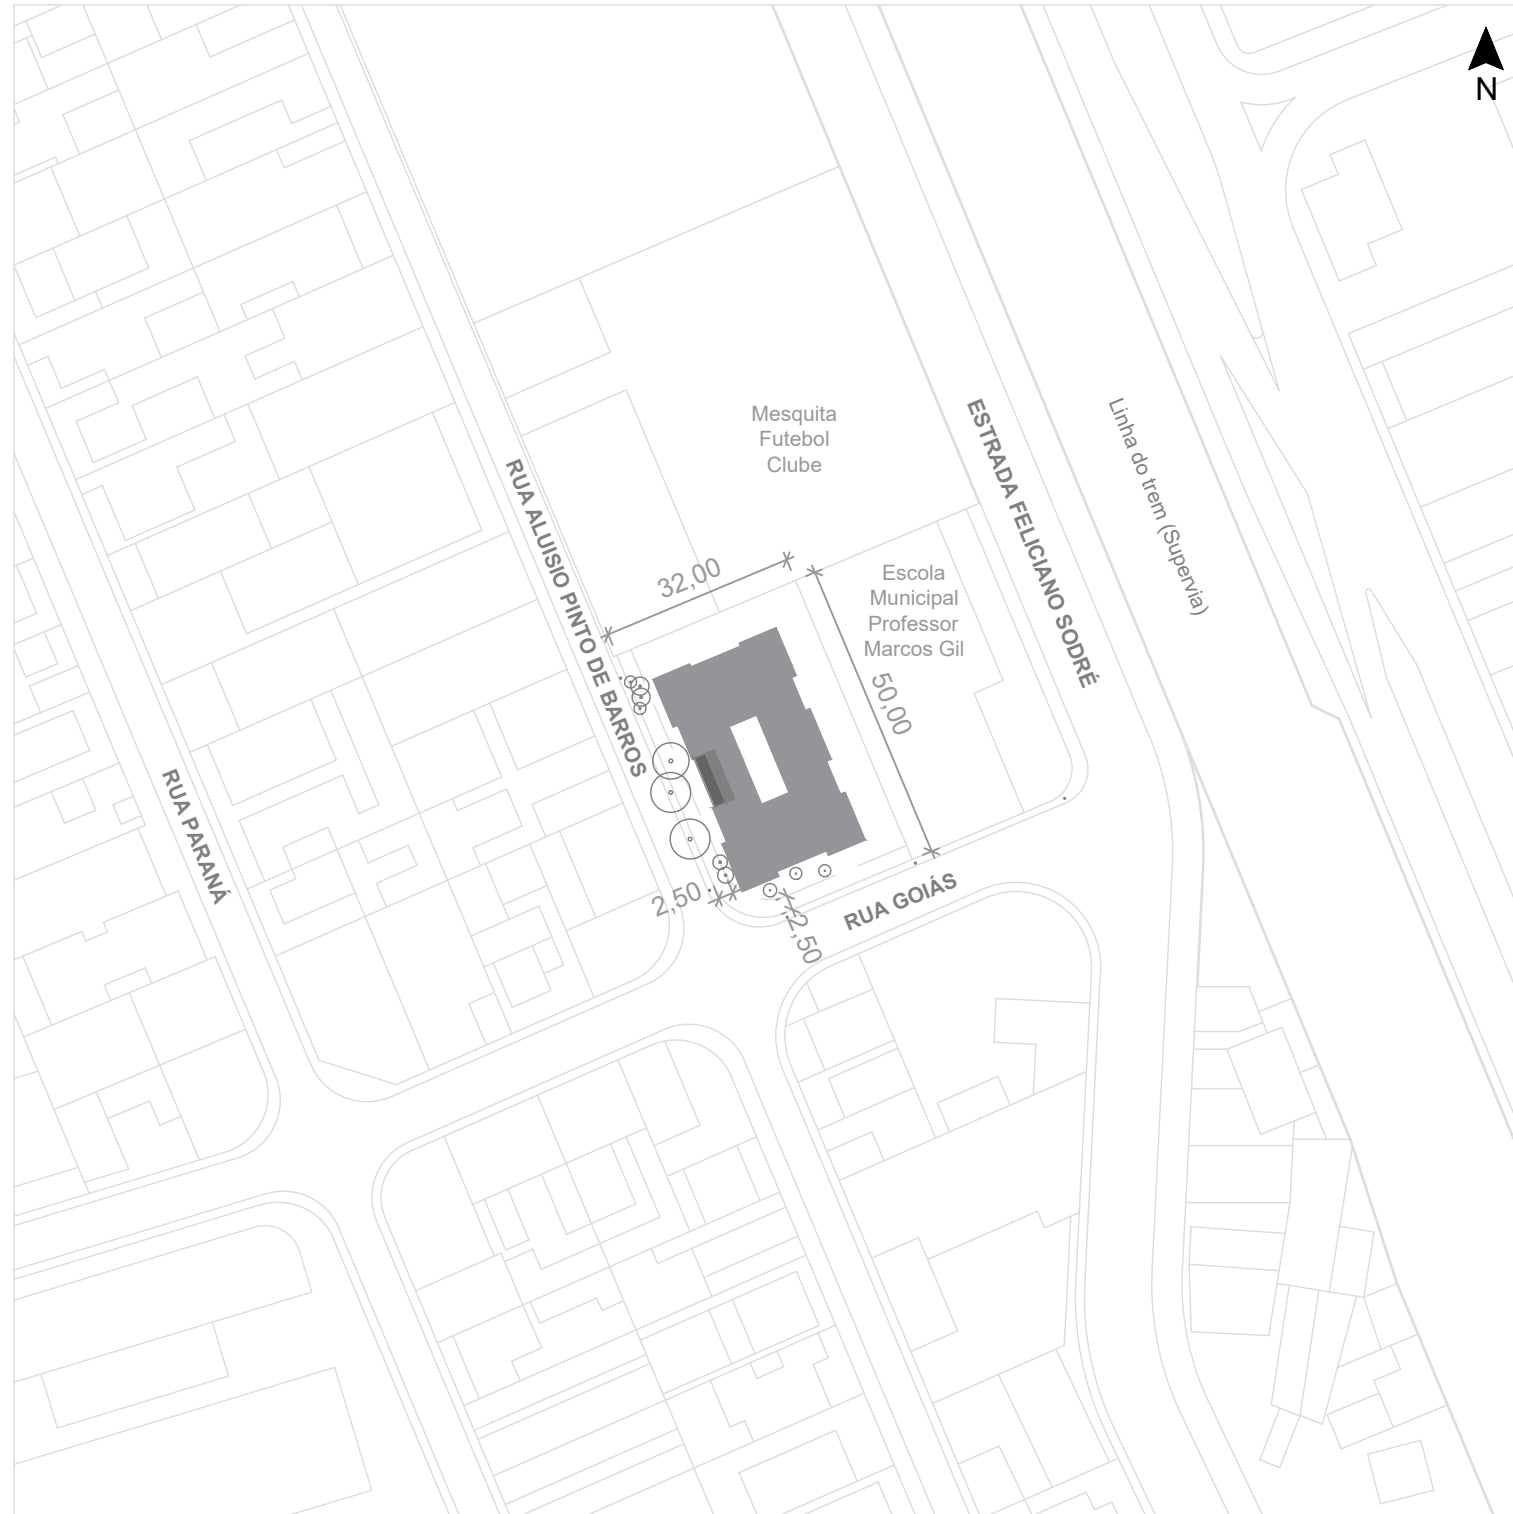 N
Mesquita
Futebol
Clube
ESTRADA FELICIANO SODRÉ
Linha do trem (Supervia)
RUA ALUISIO PINTO DE BARROS
32,00
Escola
Municipal
Professor
Marcos Gil
50,00
RUA PARANÁ
2,50
RUA GOIÁS
2,50